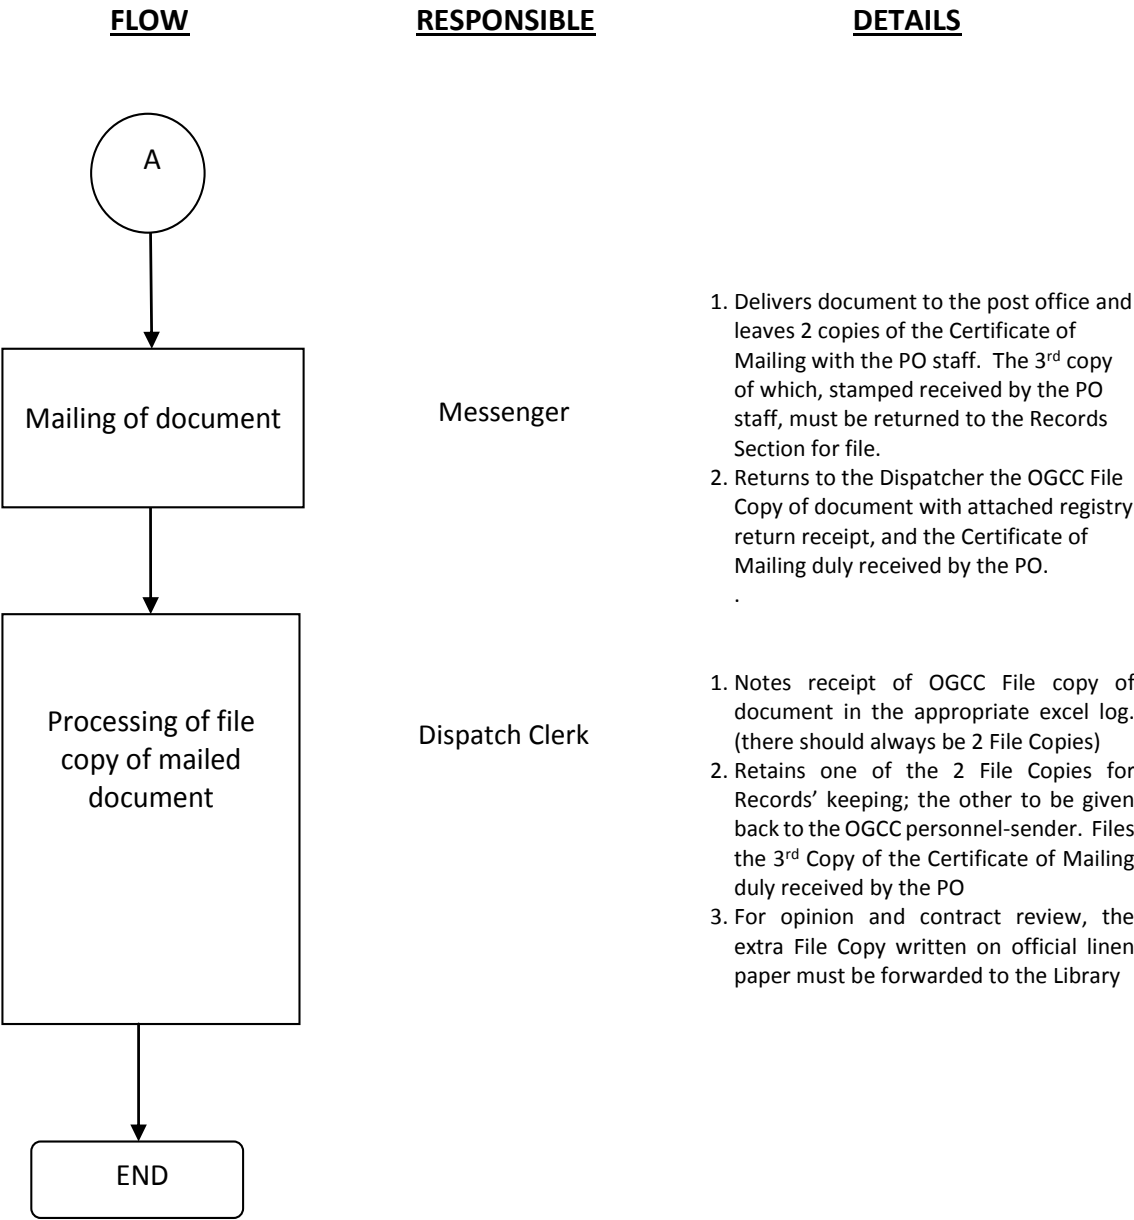 FLOW RESPONSIBLE DETAILS
A
Mailing of document
Messenger
1. Delivers document to the post office and
leaves 2 copies of the Certificate of
Mailing with the PO staff.  The 3rd copy
of which, stamped received by the PO
staff, must be returned to the Records
Section for file.
2. Returns to the Dispatcher the OGCC File
Copy of document with attached registry
return receipt, and the Certificate of
Mailing duly received by the PO.
.
Processing of file
copy of mailed
document
Dispatch Clerk
1. Notes receipt of OGCC File copy of
document in the appropriate excel log.
(there should always be 2 File Copies)
2. Retains one of the 2 File Copies for
Records’ keeping; the other to be given
back to the OGCC personnel-sender.  Files
the 3rd Copy of the Certificate of Mailing
duly received by the PO
3. For opinion and contract review, the
extra File Copy written on official linen
paper must be forwarded to the Library
END